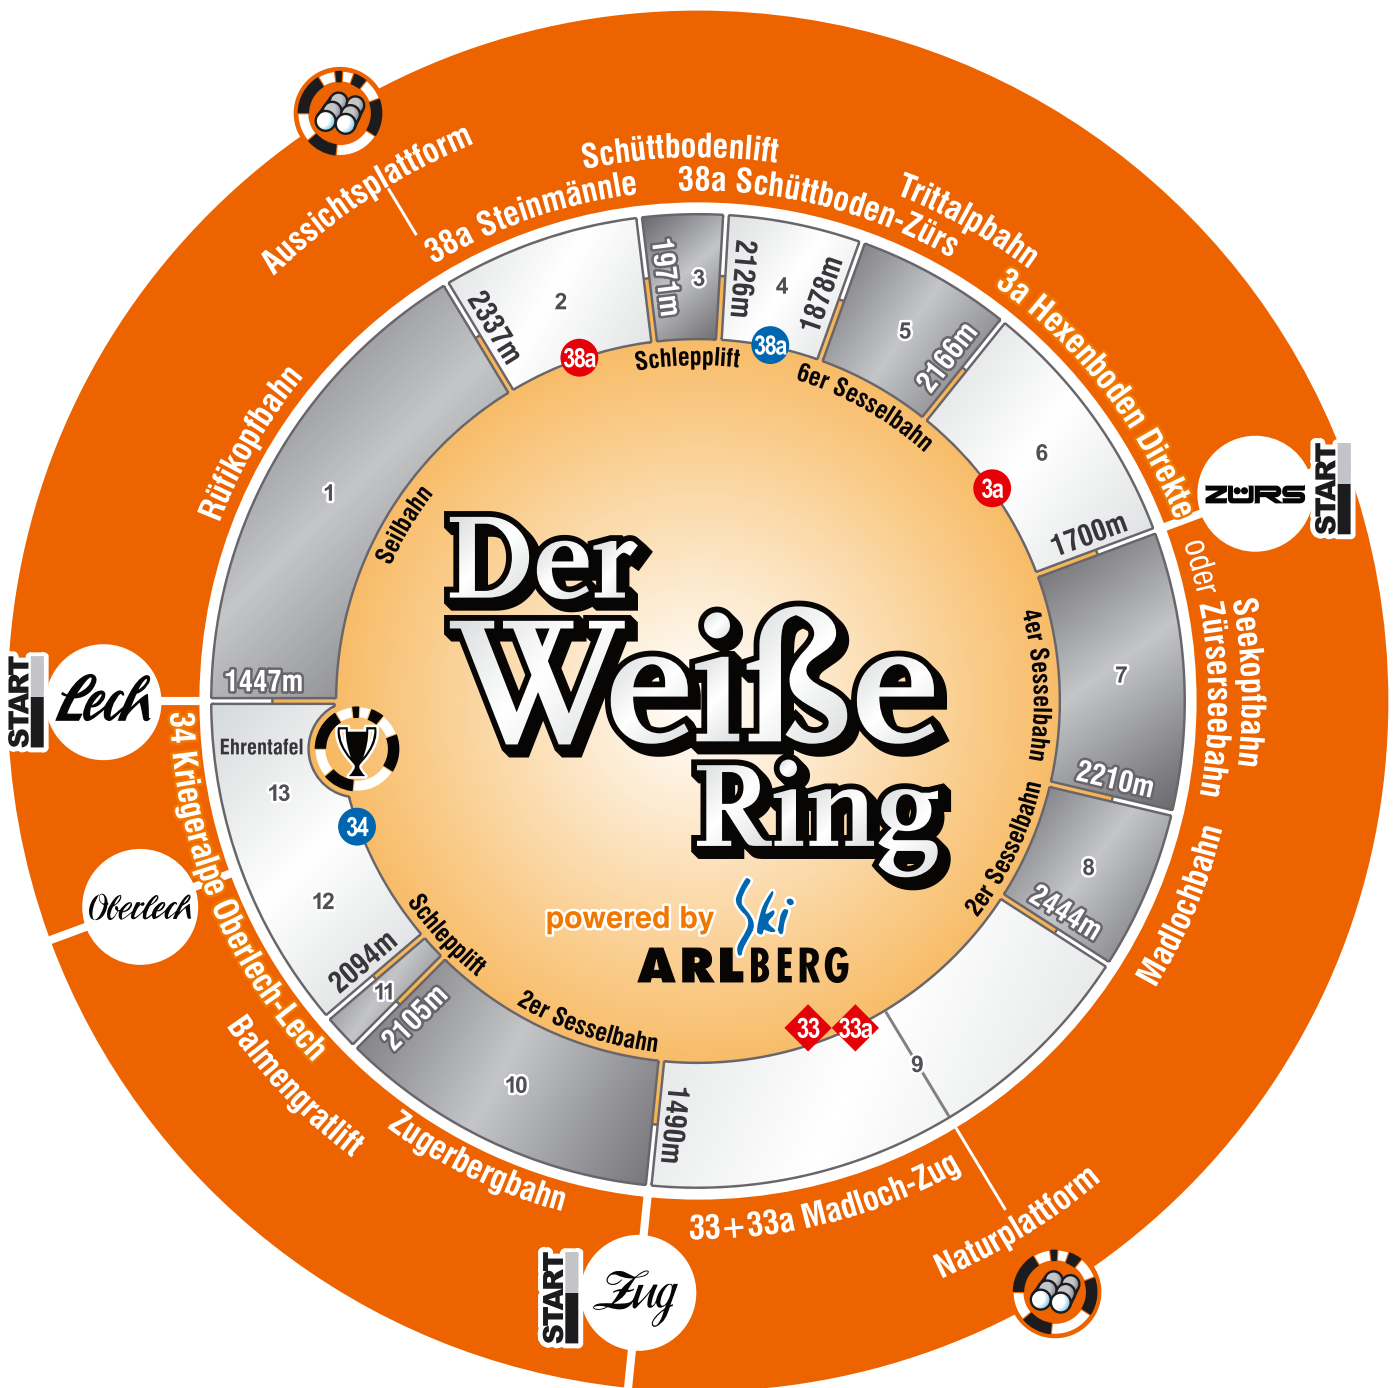 Der
Weiße
Ring
powered by Ski
ARLBERG
START
Lech
1447m
1
Rüfikopfbahn
Seilbahn
Aussichtsplattform
2337m
2
38a Steinmännle
38a
Schüttbodenlift
1971m
3
Schlepplift
38a Schüttboden-Zürs
2126m
4
1878m
38a
Trittalpbahn
5
2166m
6er Sesselbahn
3a Hexenboden Direkte
6
3a
1700m
ZÜRS
START
Seekopfbahn
oder Zürserseebahn
7
4er Sesselbahn
2210m
Madlochbahn
8
2er Sesselbahn
2444m
9
33
33a
33+33a Madloch-Zug
Naturplattform
1490m
START
Zug
Zugerbergbahn
10
2er Sesselbahn
2105m
11
Schlepplift
Balmengratlift
2094m
12
34
34 Kriegeralpe Oberlech-Lech
Oberlech
13
Ehrentafel